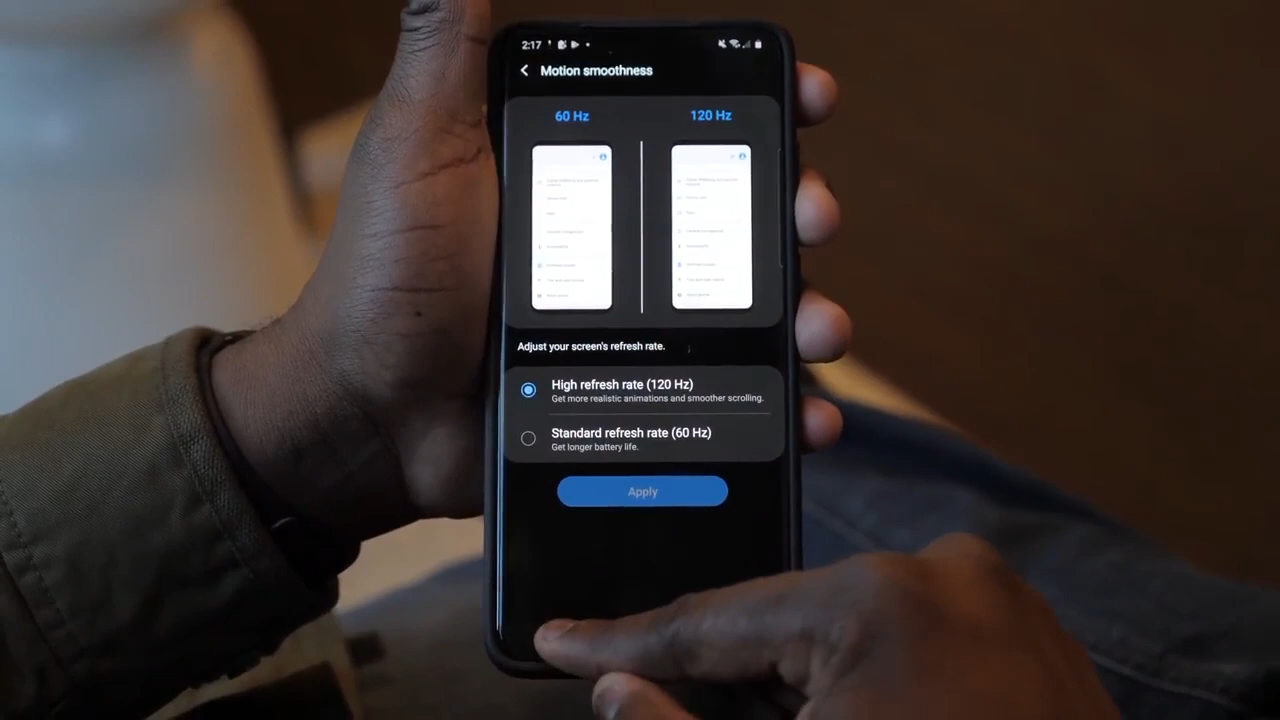 2:17
Motion smoothness
60 Hz
120 Hz
Adjust your screen's refresh rate.
High refresh rate (120 Hz)
Get more realistic animations and smoother scrolling.
Standard refresh rate (60 Hz)
Get longer battery life.
Apply